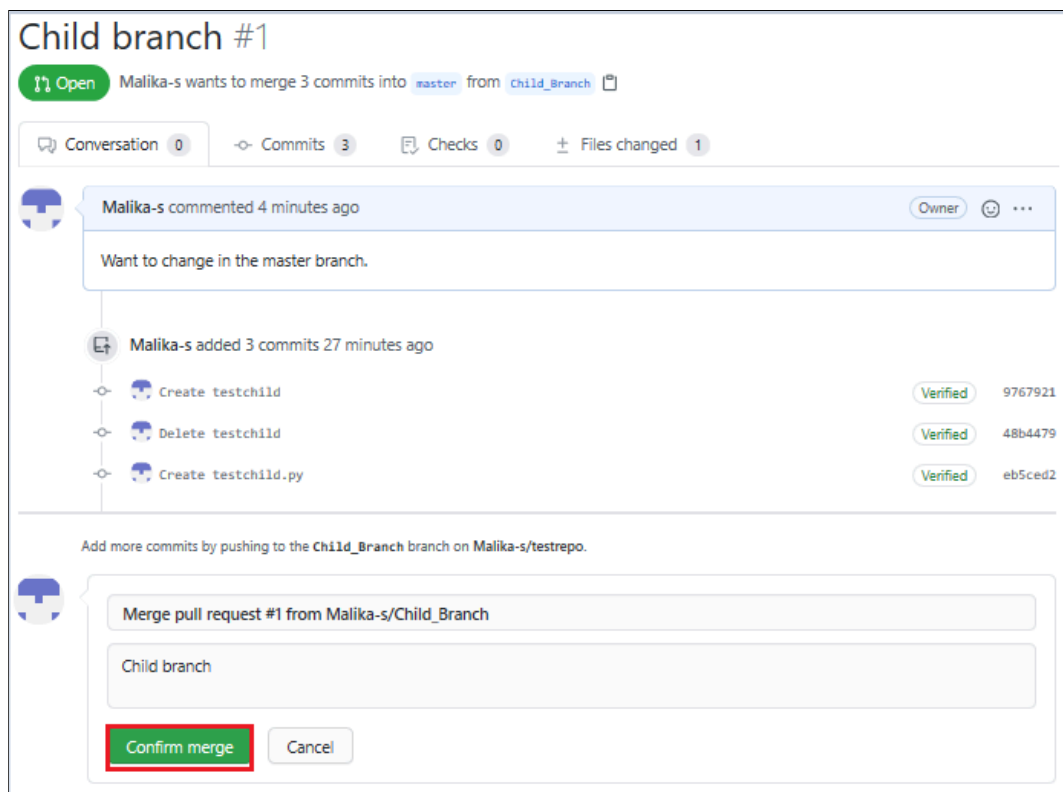 Child branch #1
Open Malika-s wants to merge 3 commits into master from Child_Branch
Conversation 0 Commits 3 Checks 0 Files changed 1
Malika-s commented 4 minutes ago Owner ...
Want to change in the master branch.
Malika-s added 3 commits 27 minutes ago
Create testchild Verified 9767921
Delete testchild Verified 48b4479
Create testchild.py Verified eb5ced2
Add more commits by pushing to the Child_Branch branch on Malika-s/testrepo.
Merge pull request #1 from Malika-s/Child_Branch
Child branch
Confirm merge Cancel